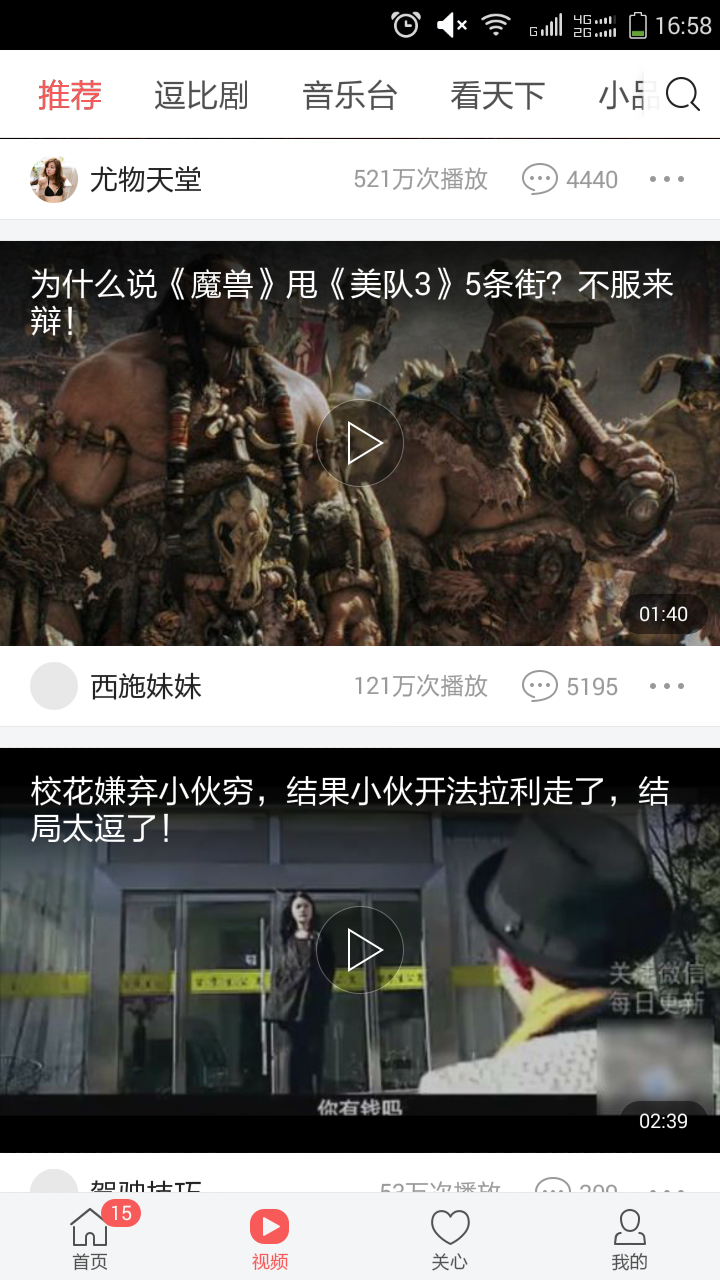 G 4G 2G 16:58
推荐 逗比剧 音乐台 看天下 小品
尤物天堂 521万次播放 4440
为什么说《魔兽》甩《美队3》5条街？不服来
辩！
01:40
西施妹妹 121万次播放 5195
校花嫌弃小伙穷，结果小伙开法拉利走了，结
局太逗了！
关注微信
每日更新
你有钱吗
02:39
驾驶技巧 53万次播放 299
15
首页 视频 关心 我的